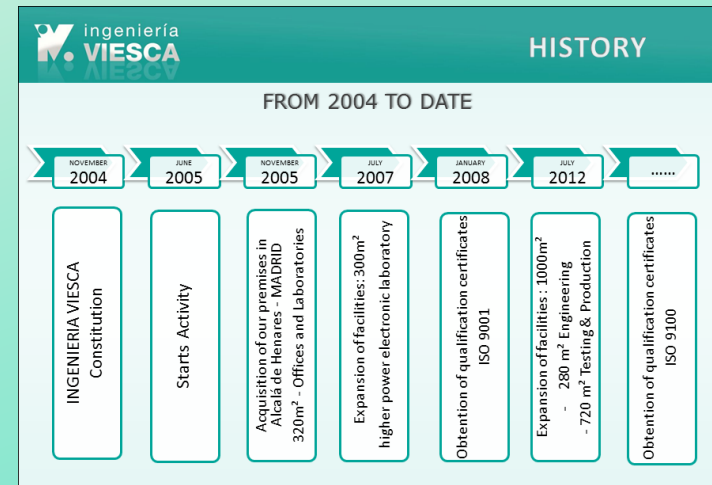 ingeniería
VIESCA
HISTORY
FROM 2004 TO DATE
NOVEMBER
2004
JUNE
2005
NOVEMBER
2005
JULY
2007
JANUARY
2008
JULY
2012
......
INGENIERIA VIESCA
Constitution
Starts Activity
Acquisition of our premises in
Alcalá de Henares - MADRID
320m² - Offices and Laboratories
Expansion of facilities: 300m²
higher power electronic laboratory
Obtention of qualification certificates
ISO 9001
Expansion of facilities : 1000m²
- 280 m² Engineering
- 720 m² Testing & Production
Obtention of qualification certificates
ISO 9100